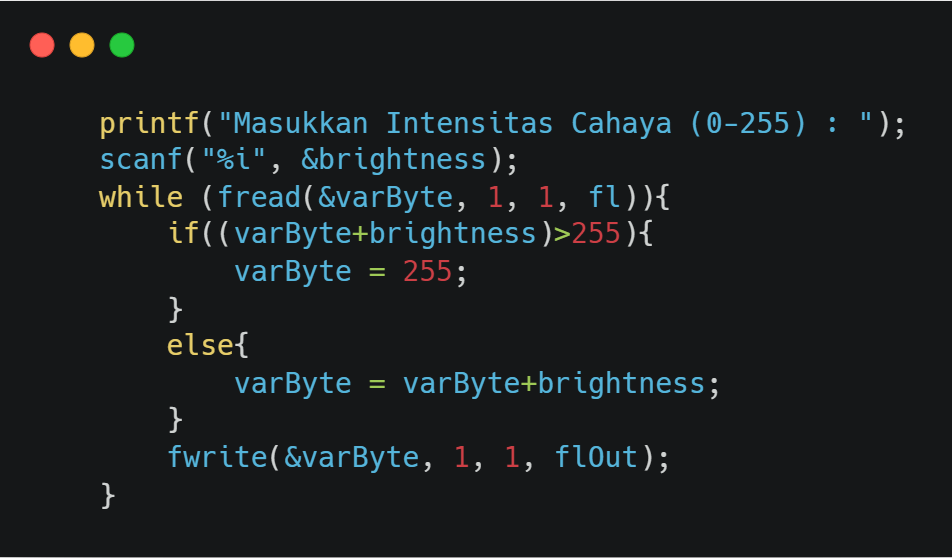 printf("Masukkan Intensitas Cahaya (0-255) : ");
scanf("%i", &brightness);
while (fread(&varByte, 1, 1, fl)){
    if((varByte+brightness)>255){
        varByte = 255;
    }
    else{
        varByte = varByte+brightness;
    }
    fwrite(&varByte, 1, 1, flOut);
}